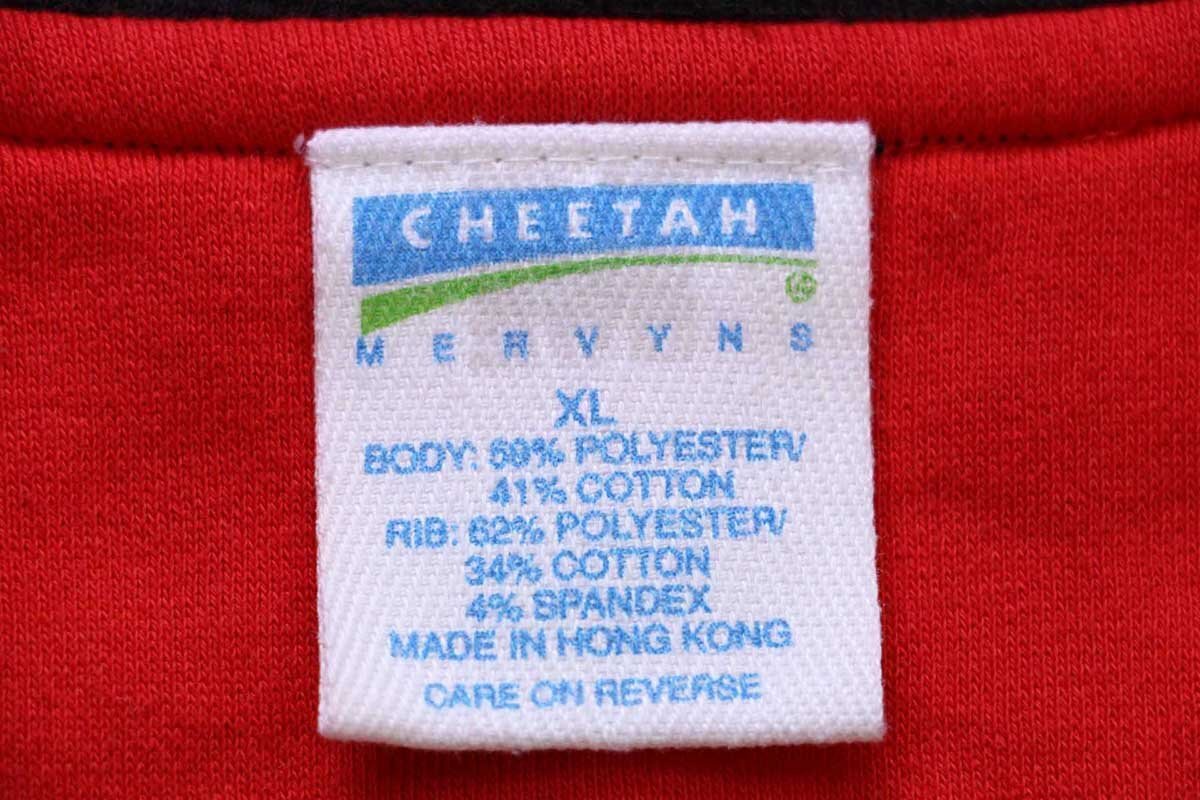 CHEETAH
®
MERVYNS
XL
BODY: 59% POLYESTER/
41% COTTON
RIB: 62% POLYESTER/
34% COTTON
4% SPANDEX
MADE IN HONG KONG
CARE ON REVERSE